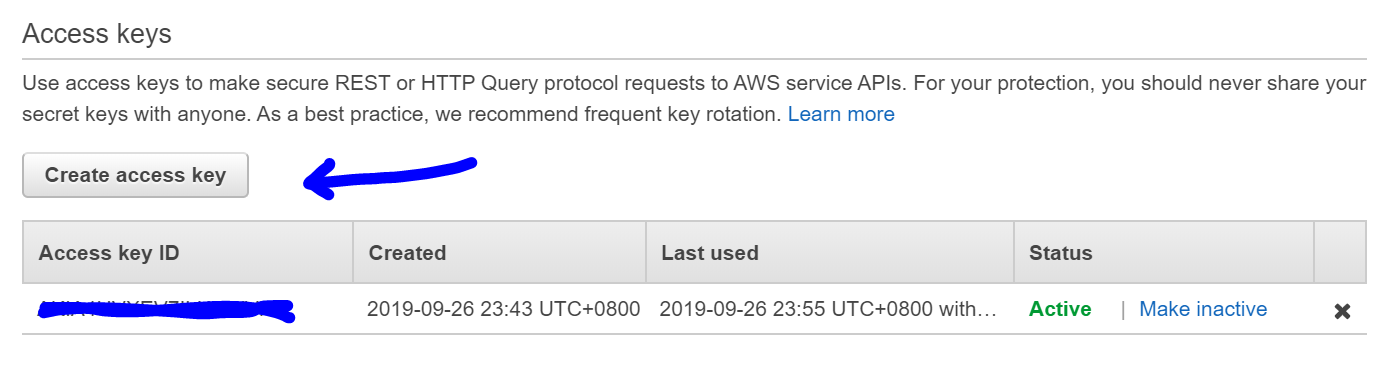 Access keys
Use access keys to make secure REST or HTTP Query protocol requests to AWS service APIs. For your protection, you should never share your
secret keys with anyone. As a best practice, we recommend frequent key rotation. Learn more
Create access key
Access key ID Created Last used Status
2019-09-26 23:43 UTC+0800 2019-09-26 23:55 UTC+0800 with… Active | Make inactive